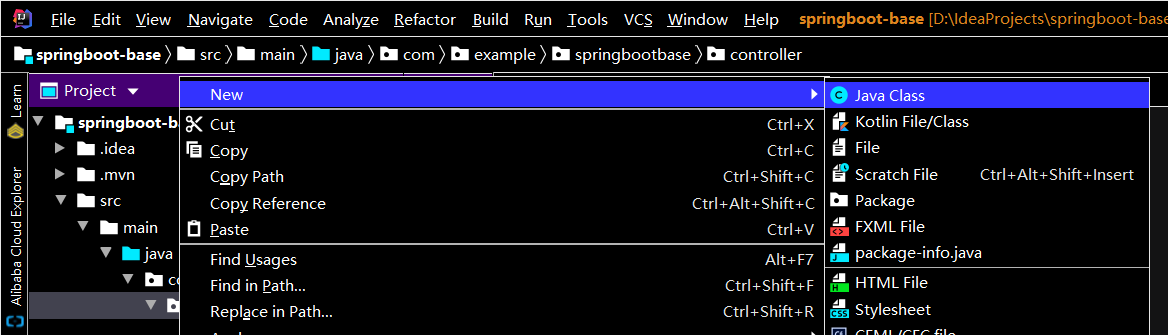 File Edit View Navigate Code Analyze Refactor Build Run Tools VCS Window Help springboot-base [D:\IdeaProjects\springboot-base
springboot-base src main java com example springbootbase controller
Learn
Alibaba Cloud Explorer
Project
springboot-b
.idea
.mvn
src
main
java
New
Cut Ctrl+X
Copy Ctrl+C
Copy Path Ctrl+Shift+C
Copy Reference Ctrl+Alt+Shift+C
Paste Ctrl+V
Find Usages Alt+F7
Find in Path... Ctrl+Shift+F
Replace in Path... Ctrl+Shift+R
Java Class
Kotlin File/Class
File
Scratch File Ctrl+Alt+Shift+Insert
Package
FXML File
package-info.java
HTML File
Stylesheet
CFML/CFC file